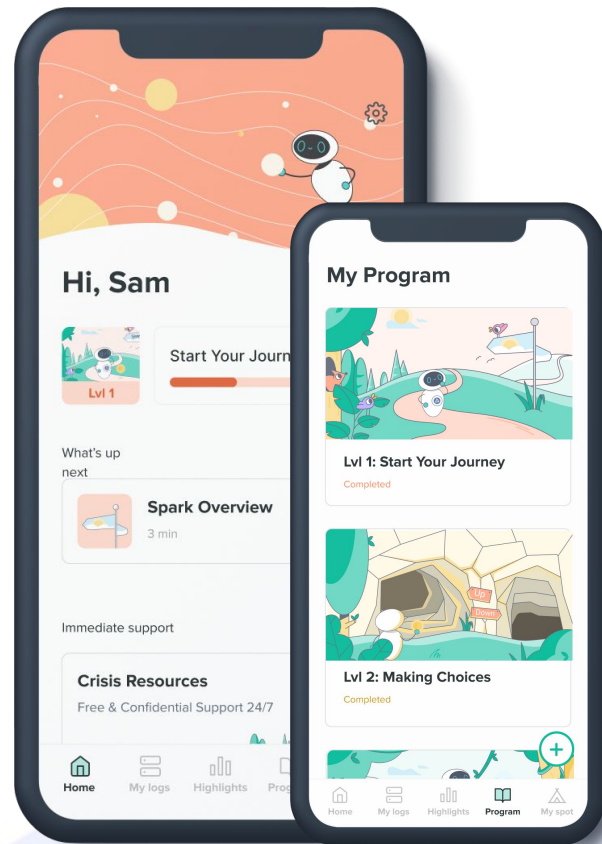 Hi, Sam
Lvl 1
Start Your Journ
What's up
next
Spark Overview
3 min
Immediate support
Crisis Resources
Free & Confidential Support 24/7
Home
My logs
Highlights
Prog
My Program
Lvl 1: Start Your Journey
Completed
Up
Down
Lvl 2: Making Choices
Completed
Home
My logs
Highlights
Program
My spot